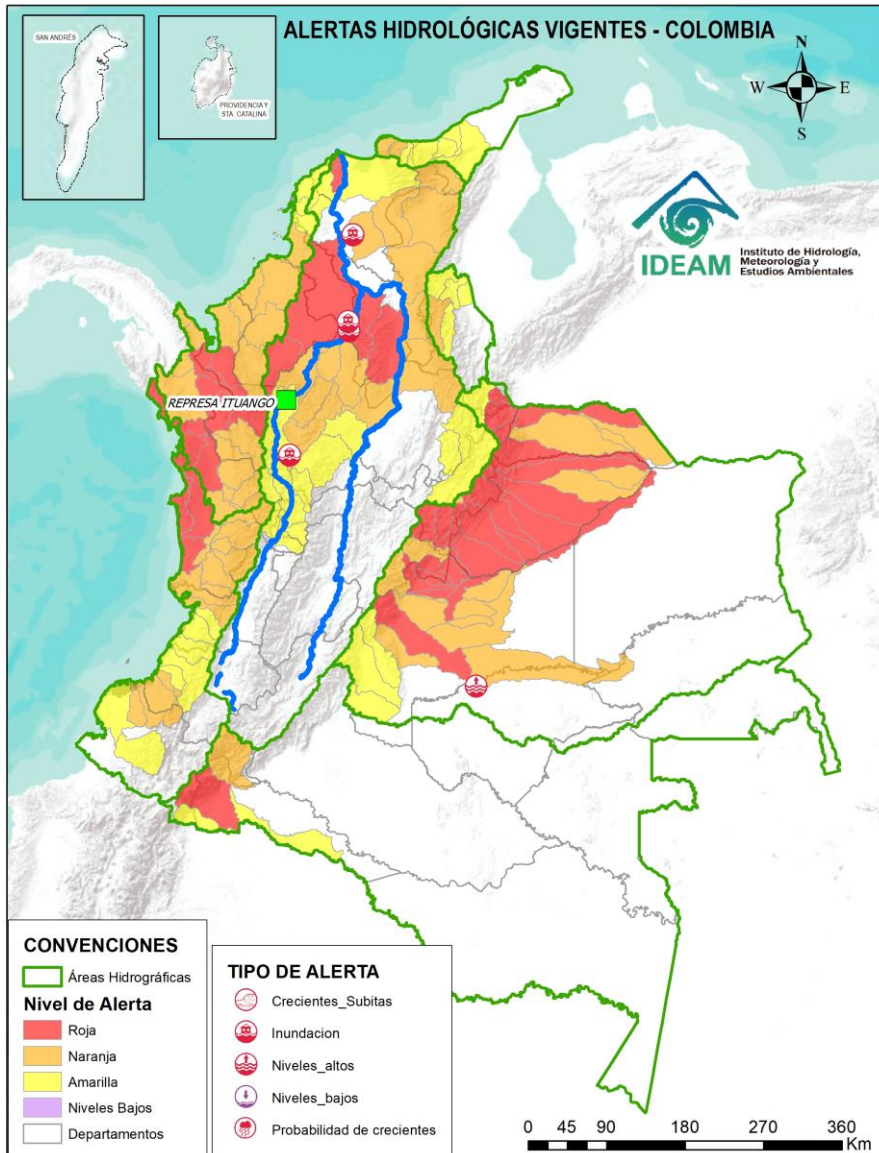 ALERTAS HIDROLÓGICAS VIGENTES - COLOMBIA
SAN ANDRÉS
PROVIDENCIA Y
STA. CATALINA
N
W
E
S
IDEAM
Instituto de Hidrología,
Meteorología y
Estudios Ambientales
REPRESA ITUANGO
CONVENCIONES
Áreas Hidrográficas
Nivel de Alerta
Roja
Naranja
Amarilla
Niveles Bajos
Departamentos
TIPO DE ALERTA
Crecientes_Subitas
Inundacion
Niveles_altos
Niveles_bajos
Probabilidad de crecientes
0 45 90 180 270 360
Km